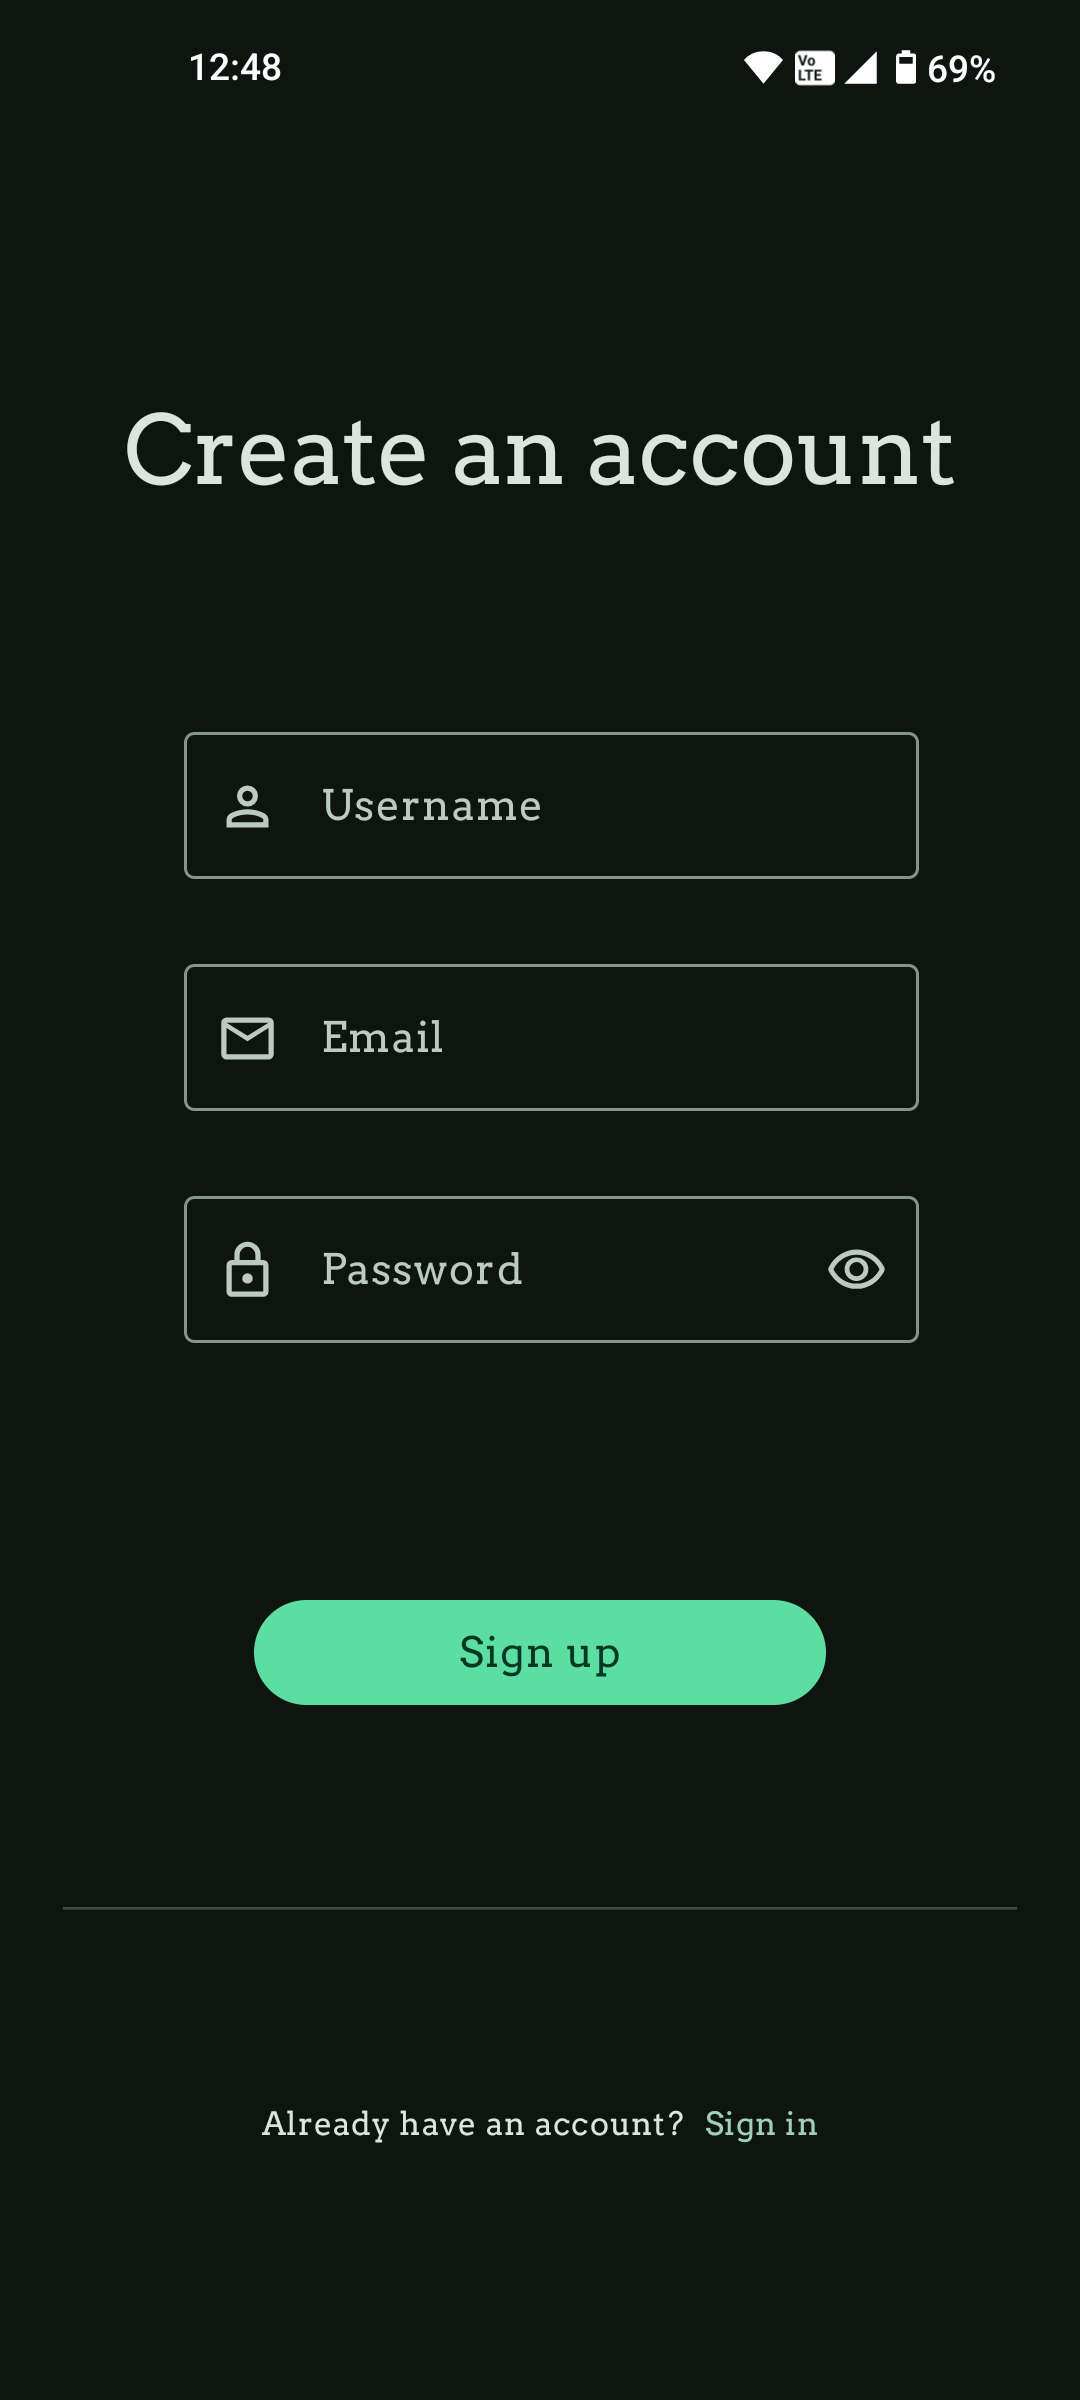 12:48 Vo LTE 69%
Create an account
Username
Email
Password
Sign up
Already have an account? Sign in